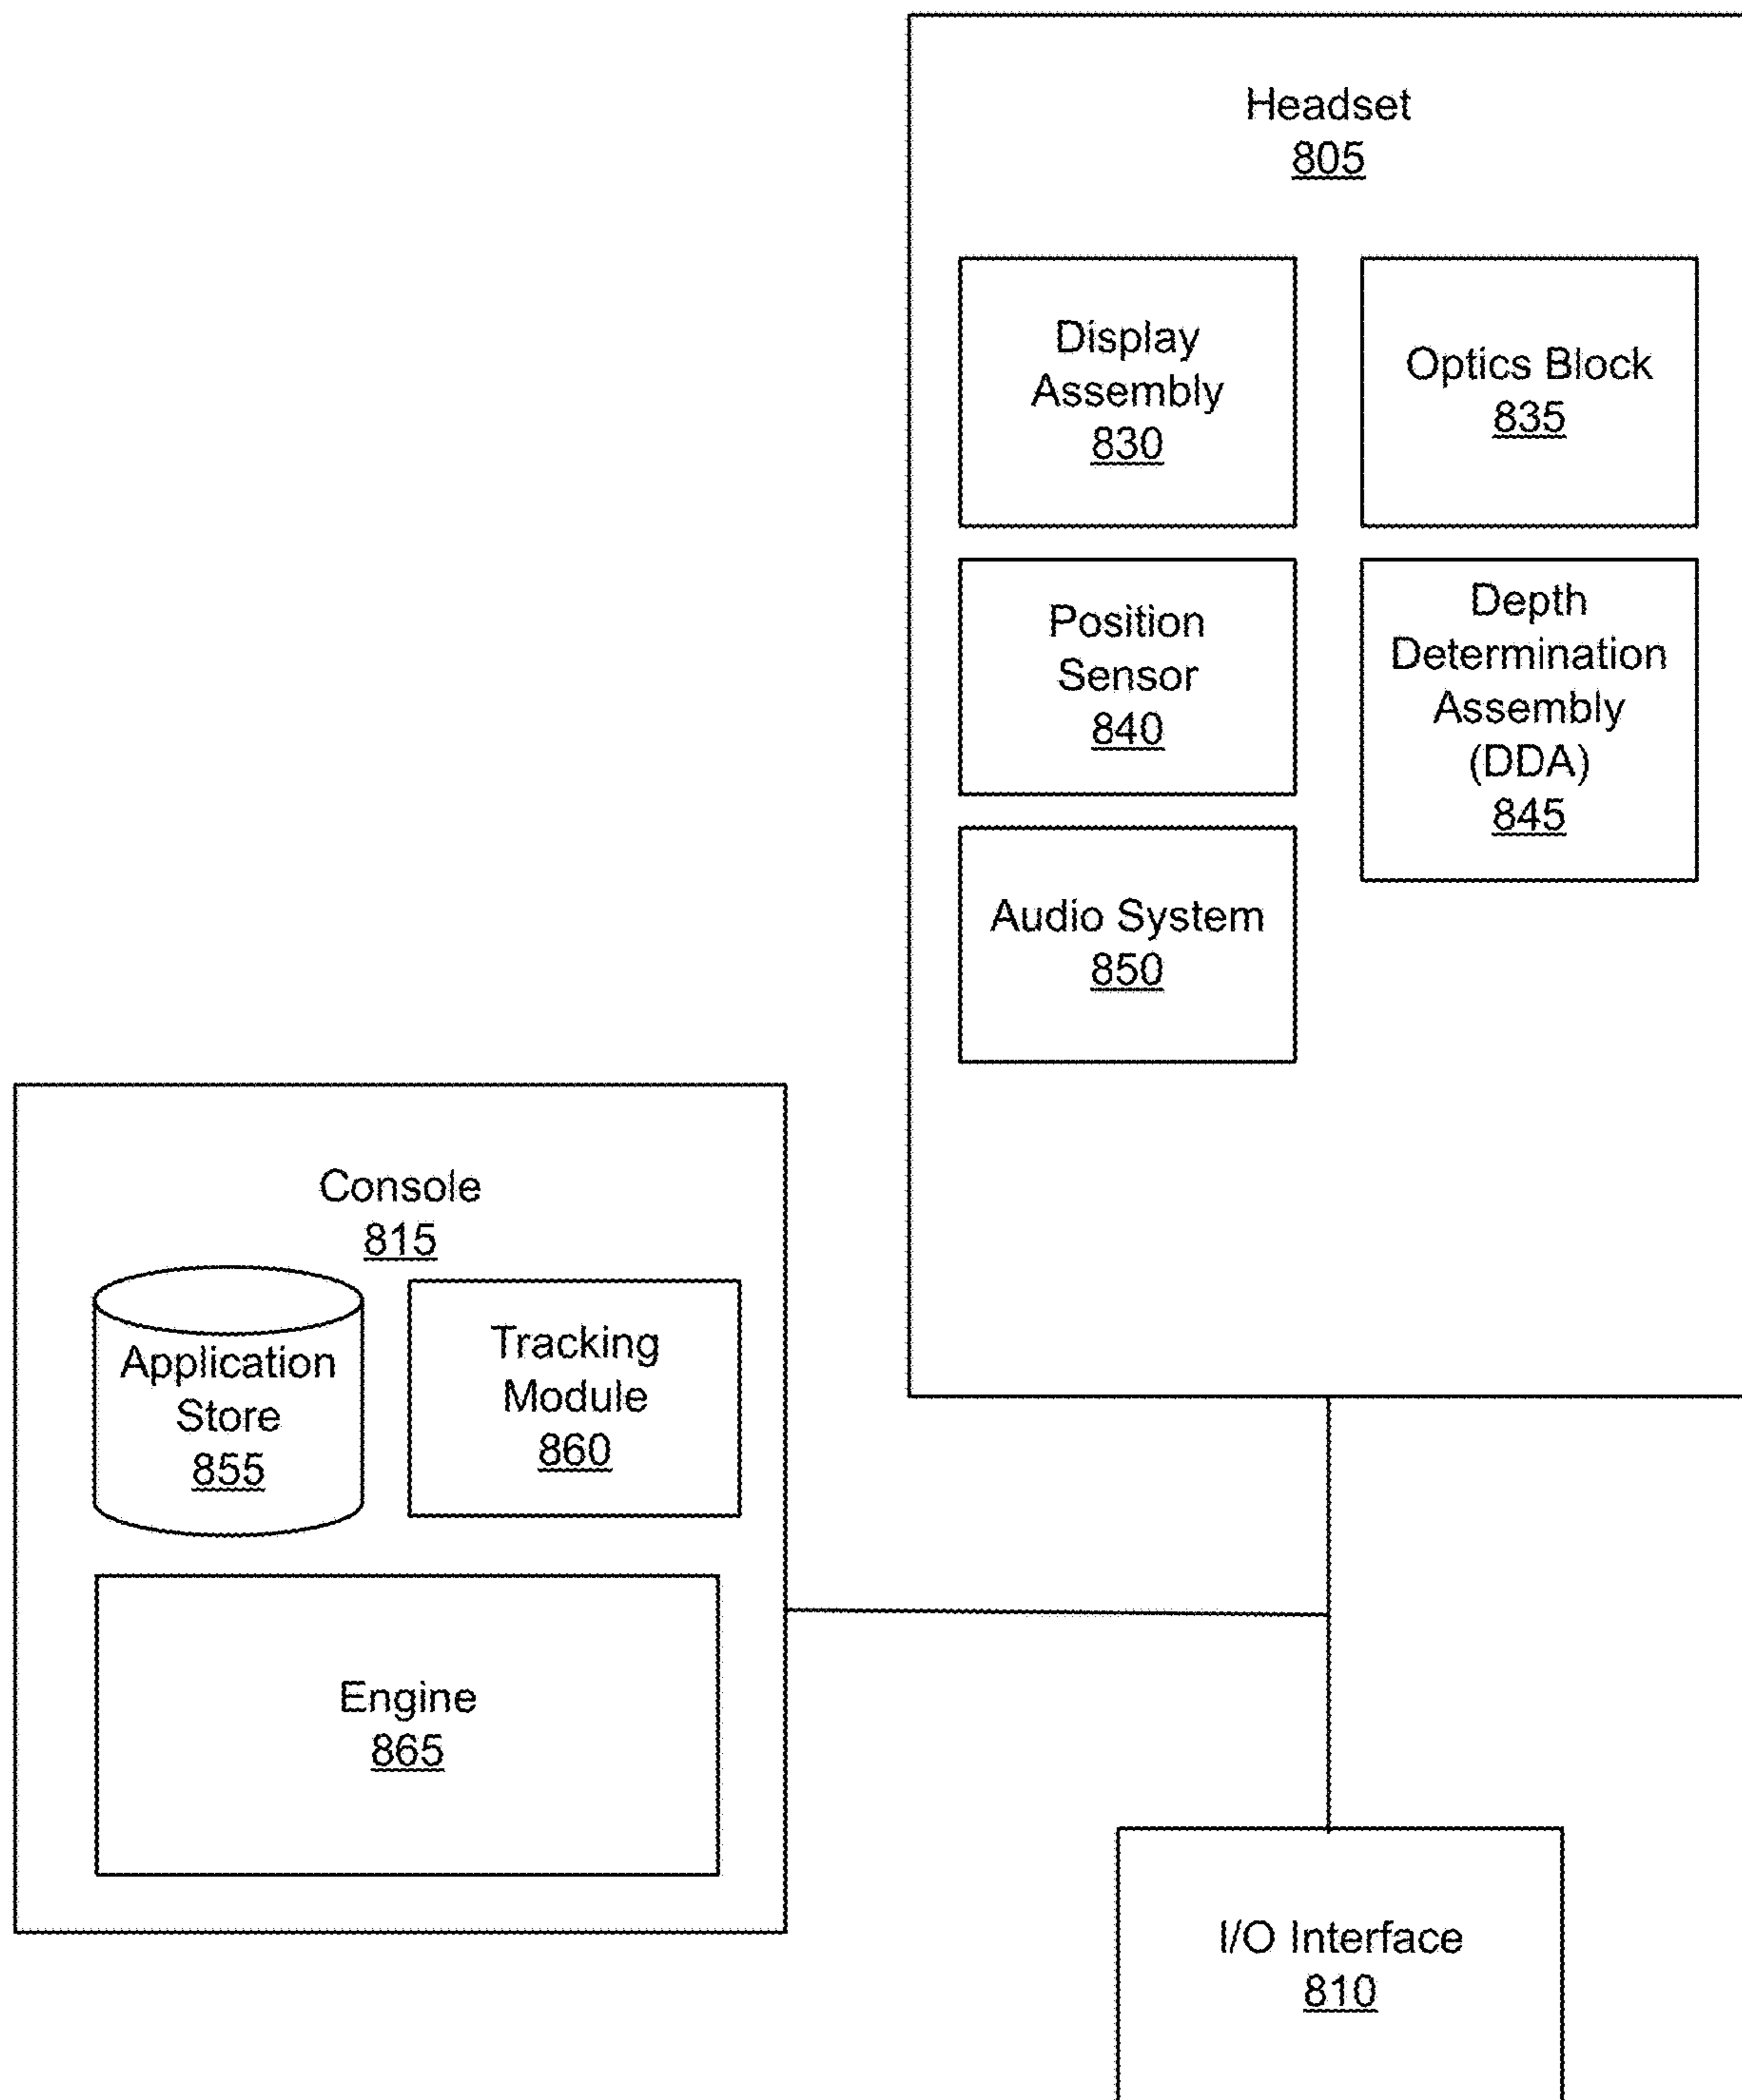 Headset
805
Display
Assembly
830
Optics Block
835
Position
Sensor
840
Depth
Determination
Assembly
(DDA)
845
Audio System
850
Console
815
Application
Store
855
Tracking
Module
860
Engine
865
I/O Interface
810